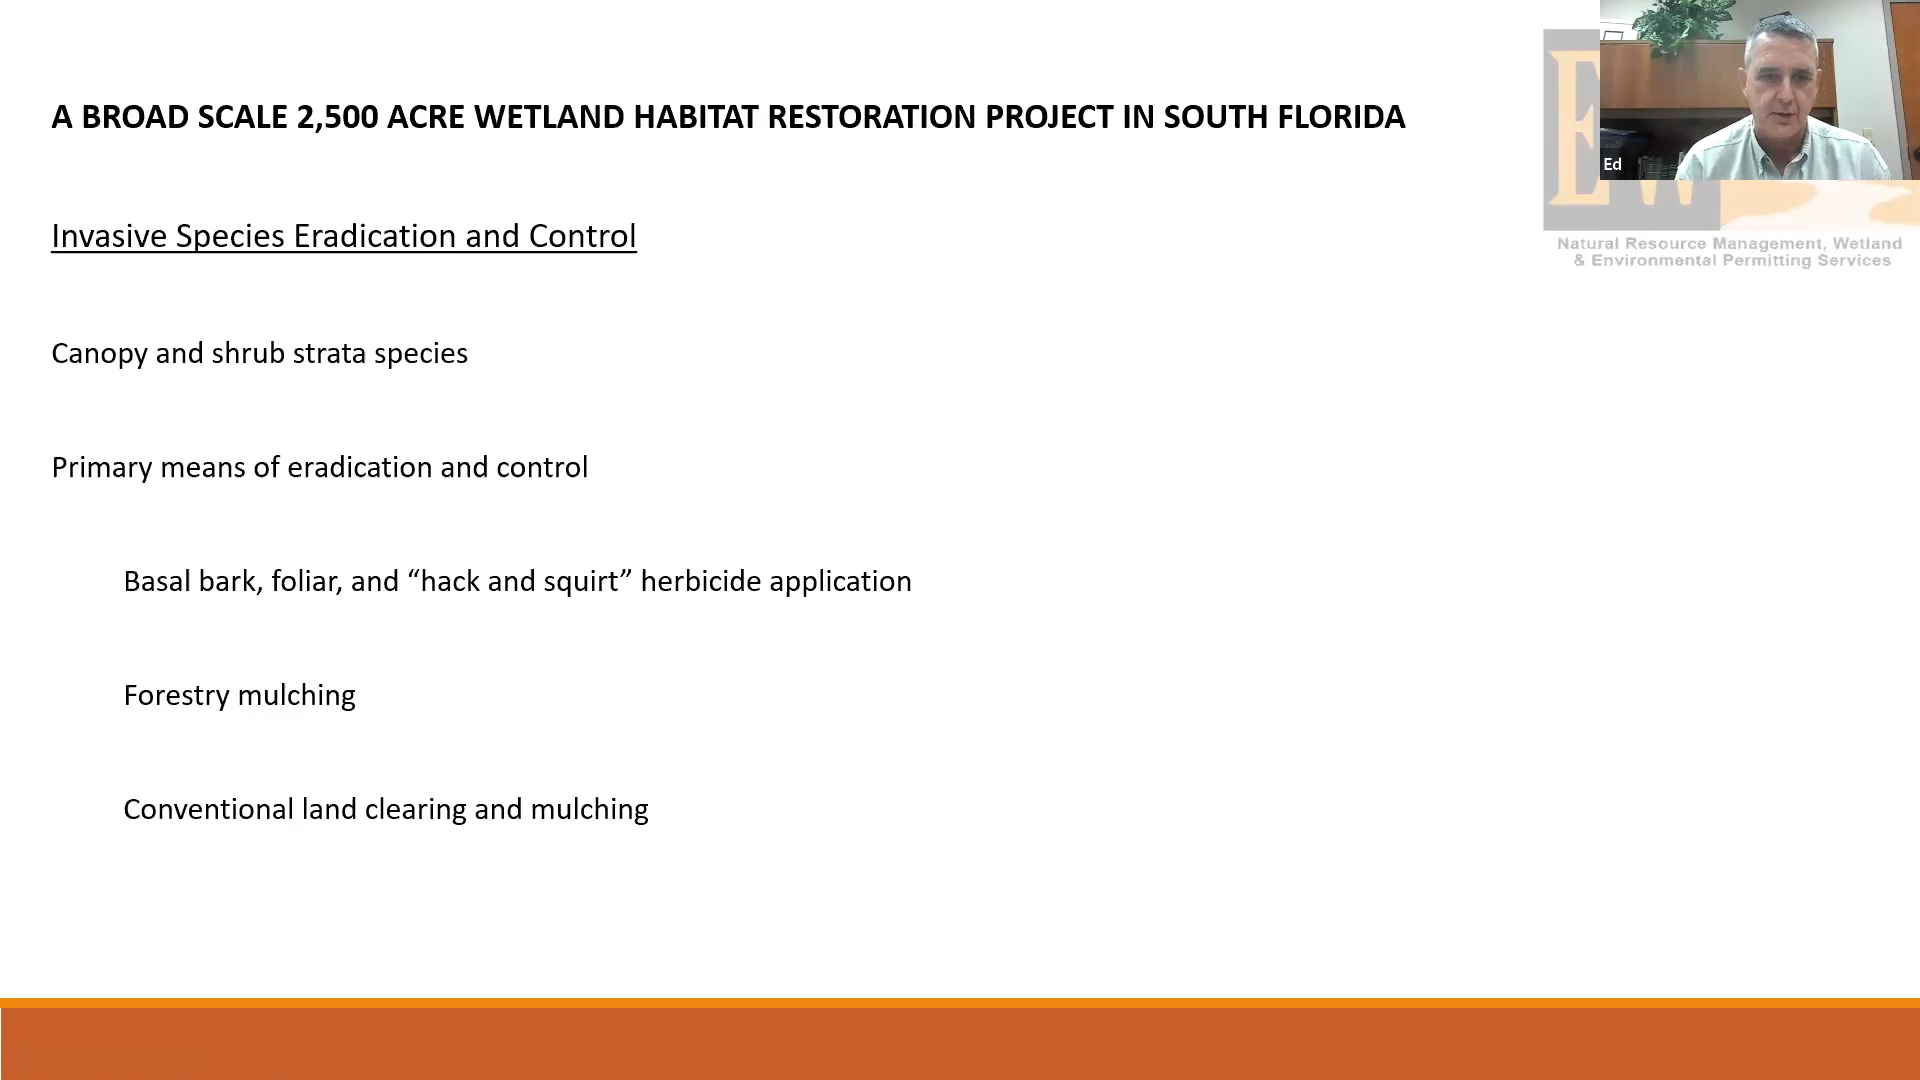 A BROAD SCALE 2,500 ACRE WETLAND HABITAT RESTORATION PROJECT IN SOUTH FLORIDA
Ed
Natural Resource Management, Wetland
& Environmental Permitting Services
Invasive Species Eradication and Control
Canopy and shrub strata species
Primary means of eradication and control
Basal bark, foliar, and “hack and squirt” herbicide application
Forestry mulching
Conventional land clearing and mulching